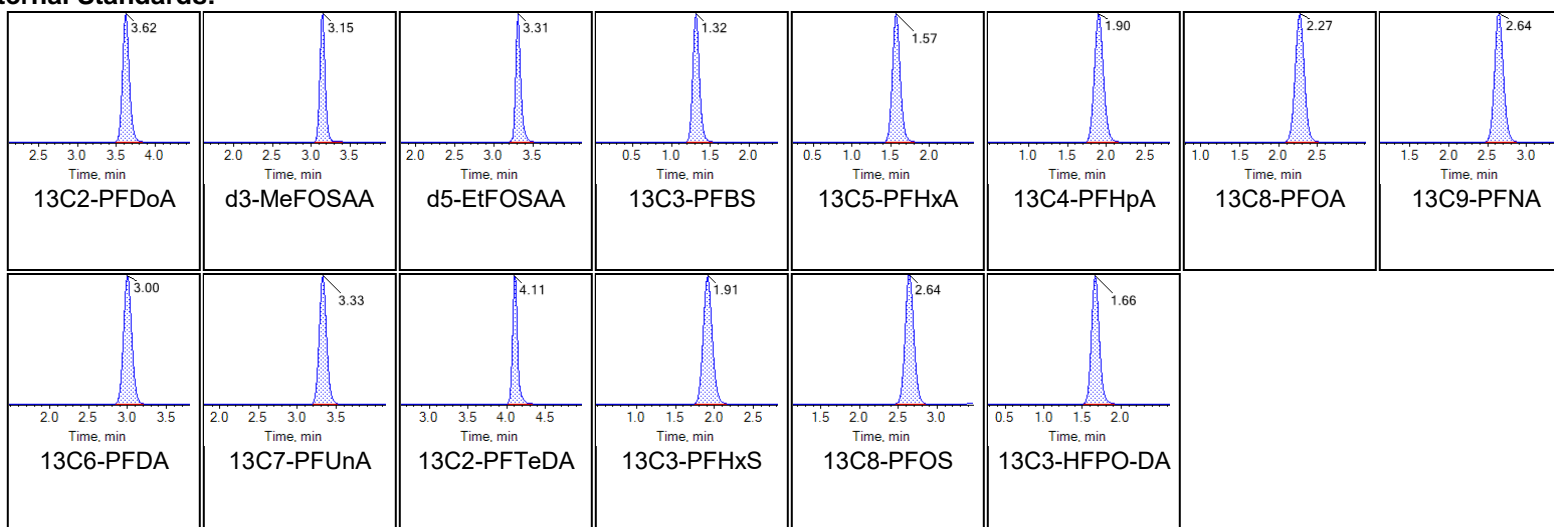 ternal Standards:
3.62
2.5 3.0 3.5 4.0
Time, min
13C2-PFDoA
3.15
2.0 2.5 3.0 3.5
Time, min
d3-MeFOSAA
3.31
2.0 2.5 3.0 3.5
Time, min
d5-EtFOSAA
1.32
0.5 1.0 1.5 2.0
Time, min
13C3-PFBS
1.57
0.5 1.0 1.5 2.0
Time, min
13C5-PFHxA
1.90
1.0 1.5 2.0 2.5
Time, min
13C4-PFHpA
2.27
1.0 1.5 2.0 2.5
Time, min
13C8-PFOA
2.64
1.5 2.0 2.5 3.0
Time, min
13C9-PFNA
3.00
2.0 2.5 3.0 3.5
Time, min
13C6-PFDA
3.33
2.0 2.5 3.0 3.5
Time, min
13C7-PFUnA
4.11
3.0 3.5 4.0 4.5
Time, min
13C2-PFTeDA
1.91
1.0 1.5 2.0 2.5
Time, min
13C3-PFHxS
2.64
1.5 2.0 2.5 3.0
Time, min
13C8-PFOS
1.66
0.5 1.0 1.5 2.0
Time, min
13C3-HFPO-DA